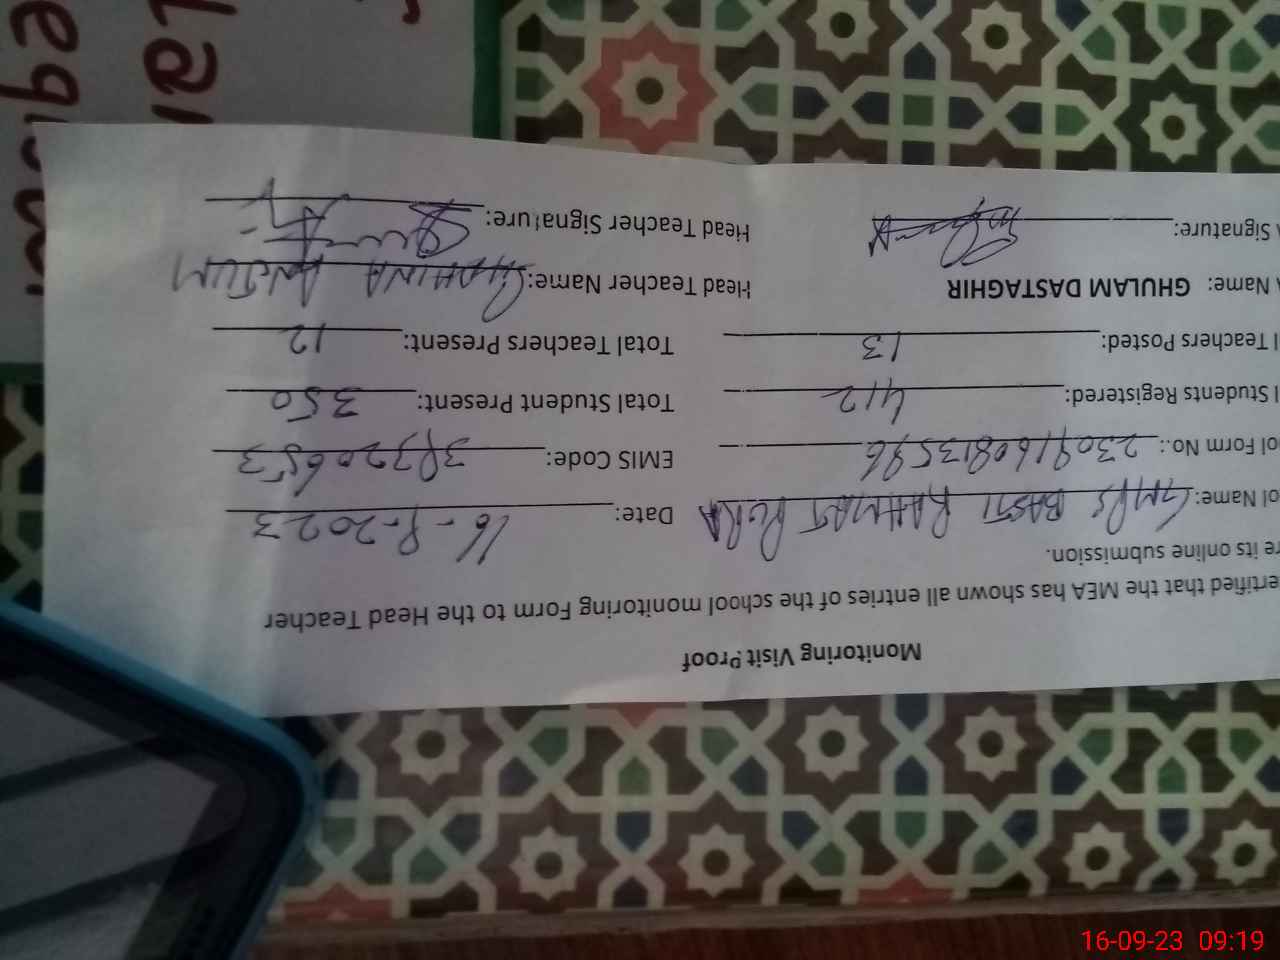 Monitoring Visit Proof
ertified that the MEA has shown all entries of the school monitoring Form to the Head Teacher
re its online submission.
ol Name: GMPS BASTI RAHMAT PURA Date: 16-9-2023
ol Form No.: 2309160813596 EMIS Code: 39320653
l Students Registered: 412 Total Student Present: 350
l Teachers Posted: 13 Total Teachers Present: 12
A Name: GHULAM DASTAGHIR Head Teacher Name: SHAHINA ANJUM
A Signature: Head Teacher Signature:
16-09-23 09:19